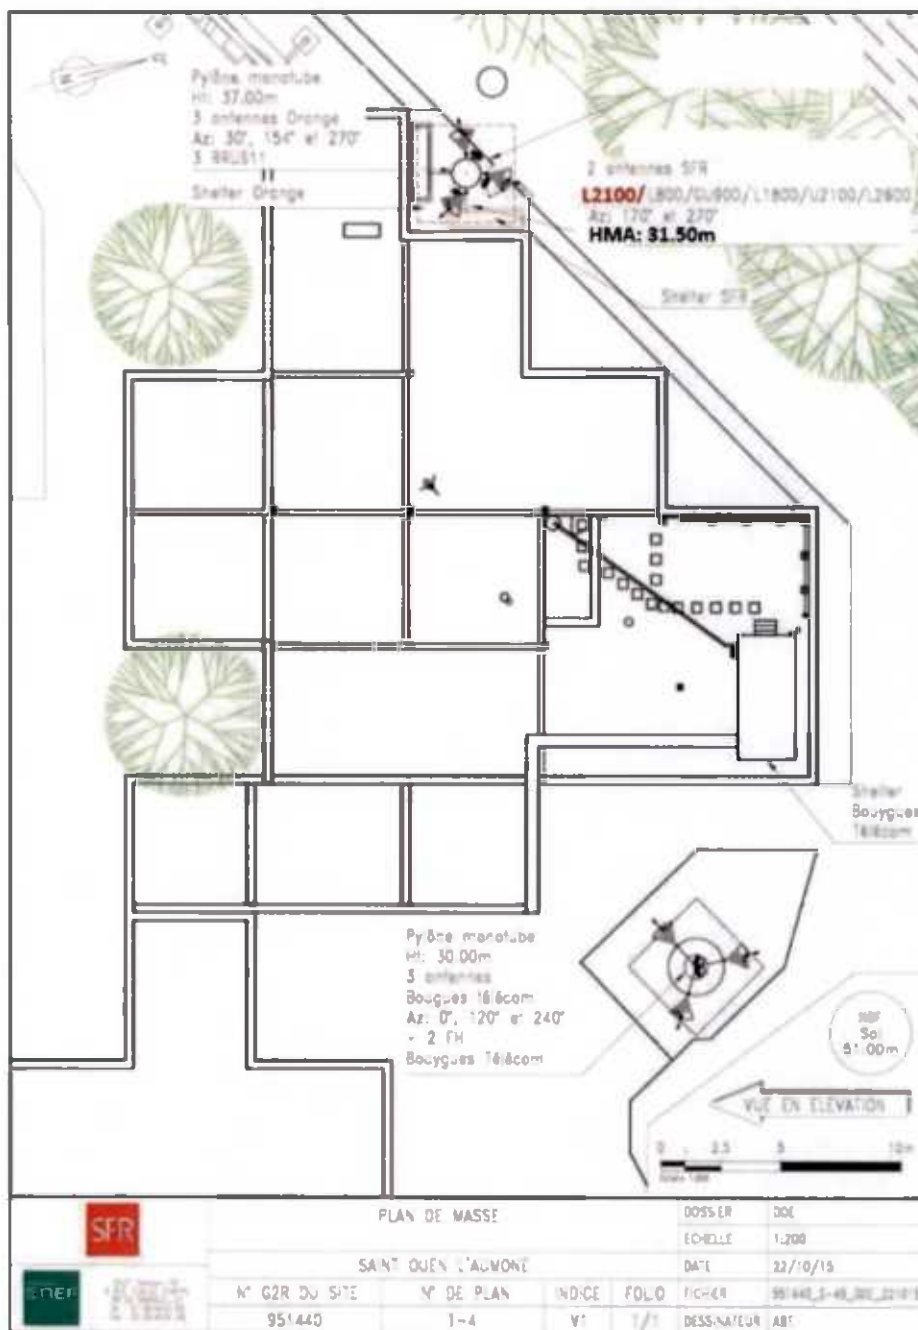 Pylône monotube
Ht: 37.00m
3 antennes Orange
Az: 30°, 154° et 270°
3 RRUS11
Shelter Orange
2 antennes SFR
L2100/L800/GU900/L1800/U2100/L2600
Az: 170° et 270°
HMA: 31.50m
Shelter SFR
Shelter
Bouygues
Télécom
Pylône monotube
Ht: 30.00m
3 antennes
Bougues Télécom
Az: 0°, 120° et 240°
+ 2 FH
Bouygues Télécom
NGF
Sol
51.00m
VUE EN ELEVATION 1
0 2.5 5 10m
SFR
PLAN DE MASSE
DOSSIER DOE
ECHELLE 1:200
SAINT OUEN L'AUMONE
DATE 22/10/15
N° G2R DU SITE N° DE PLAN INDICE FOLIO FICHIER
951440 1-4 V1 1/1 DESSINATEUR ABT